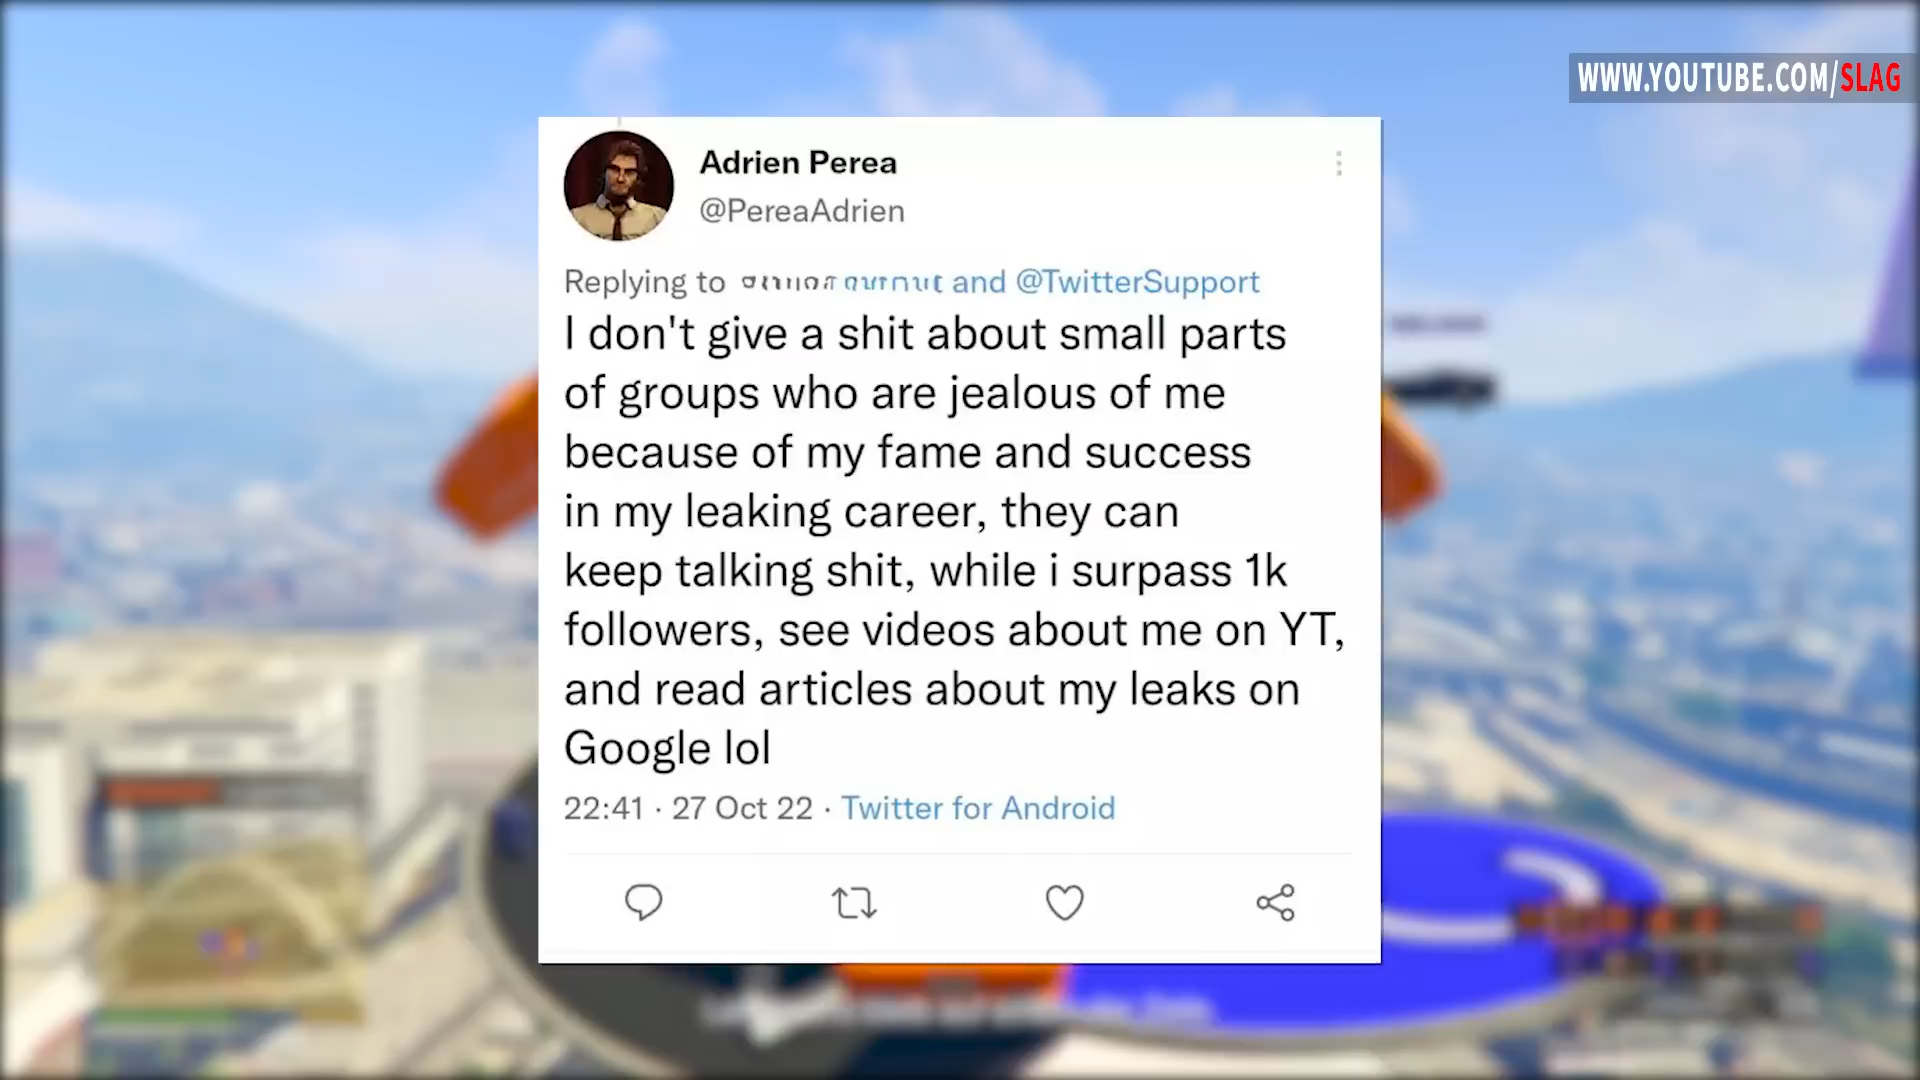 WWW.YOUTUBE.COM/SLAG
Adrien Perea
@PereaAdrien
Replying to and @TwitterSupport
I don't give a shit about small parts
of groups who are jealous of me
because of my fame and success
in my leaking career, they can
keep talking shit, while i surpass 1k
followers, see videos about me on YT,
and read articles about my leaks on
Google lol
22:41 · 27 Oct 22 · Twitter for Android